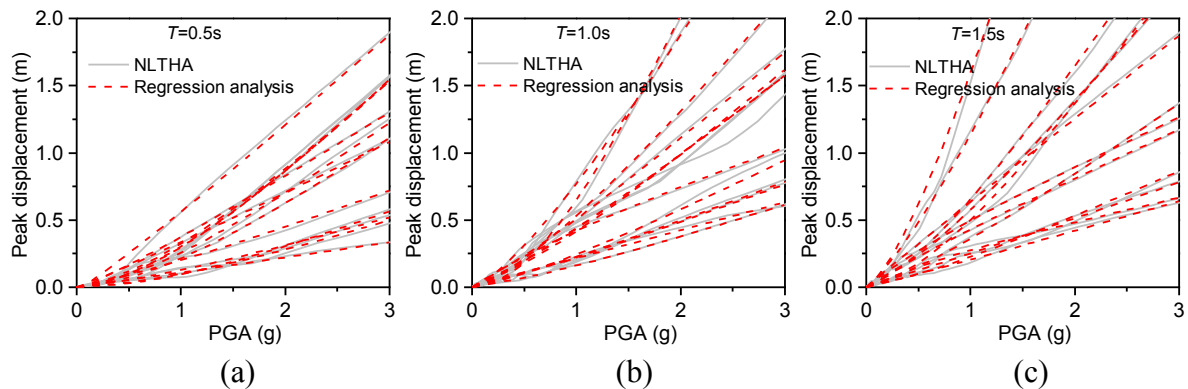 Peak displacement (m)
2.0
1.5
1.0
0.5
0.0
T=0.5s
NLTHA
Regression analysis
0 1 2 3
PGA (g)
(a)
Peak displacement (m)
2.0
1.5
1.0
0.5
0.0
T=1.0s
NLTHA
Regression analysis
0 1 2 3
PGA (g)
(b)
Peak displacement (m)
2.0
1.5
1.0
0.5
0.0
T=1.5s
NLTHA
Regression analysis
0 1 2 3
PGA (g)
(c)